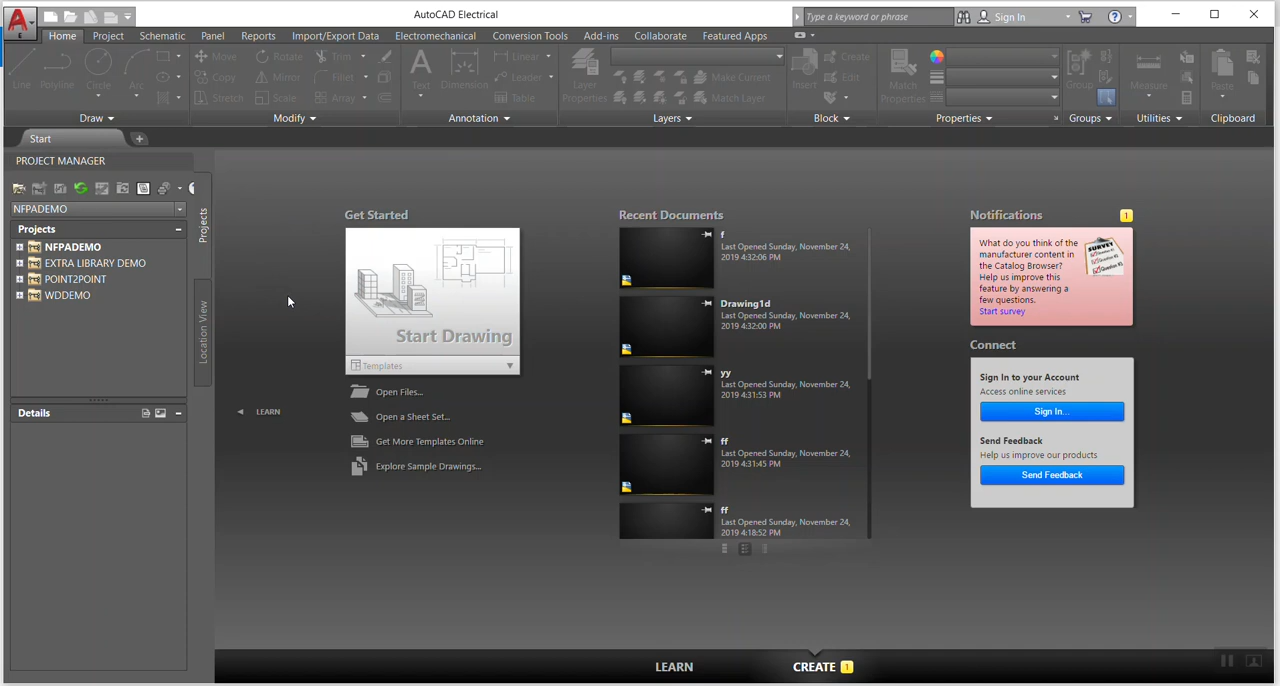 AutoCAD Electrical
Type a keyword or phrase
Sign In
Home Project Schematic Panel Reports Import/Export Data Electromechanical Conversion Tools Add-ins Collaborate Featured Apps
Line Polyline Circle Arc
Move Rotate Trim
Copy Mirror Fillet
Stretch Scale Array
Text Dimension
Linear
Leader
Table
Layer Properties
Make Current
Match Layer
Insert
Create
Edit
Match Properties
Group
Measure
Paste
Draw Modify Annotation Layers Block Properties Groups Utilities Clipboard
Start
PROJECT MANAGER
NFPADEMO
Projects
NFPADEMO
EXTRA LIBRARY DEMO
POINT2POINT
WDDEMO
Projects
Location View
Details
LEARN
Get Started
Start Drawing
Templates
Open Files...
Open a Sheet Set...
Get More Templates Online
Explore Sample Drawings...
Recent Documents
f
Last Opened Sunday, November 24,
2019 4:32:06 PM
Drawing1d
Last Opened Sunday, November 24,
2019 4:32:00 PM
yy
Last Opened Sunday, November 24,
2019 4:31:53 PM
ff
Last Opened Sunday, November 24,
2019 4:31:45 PM
ff
Last Opened Sunday, November 24,
2019 4:18:52 PM
Notifications 1
What do you think of the
manufacturer content in
the Catalog Browser?
Help us improve this
feature by answering a
few questions.
Start survey
SURVEY
Connect
Sign In to your Account
Access online services
Sign In...
Send Feedback
Help us improve our products
Send Feedback
LEARN CREATE 1